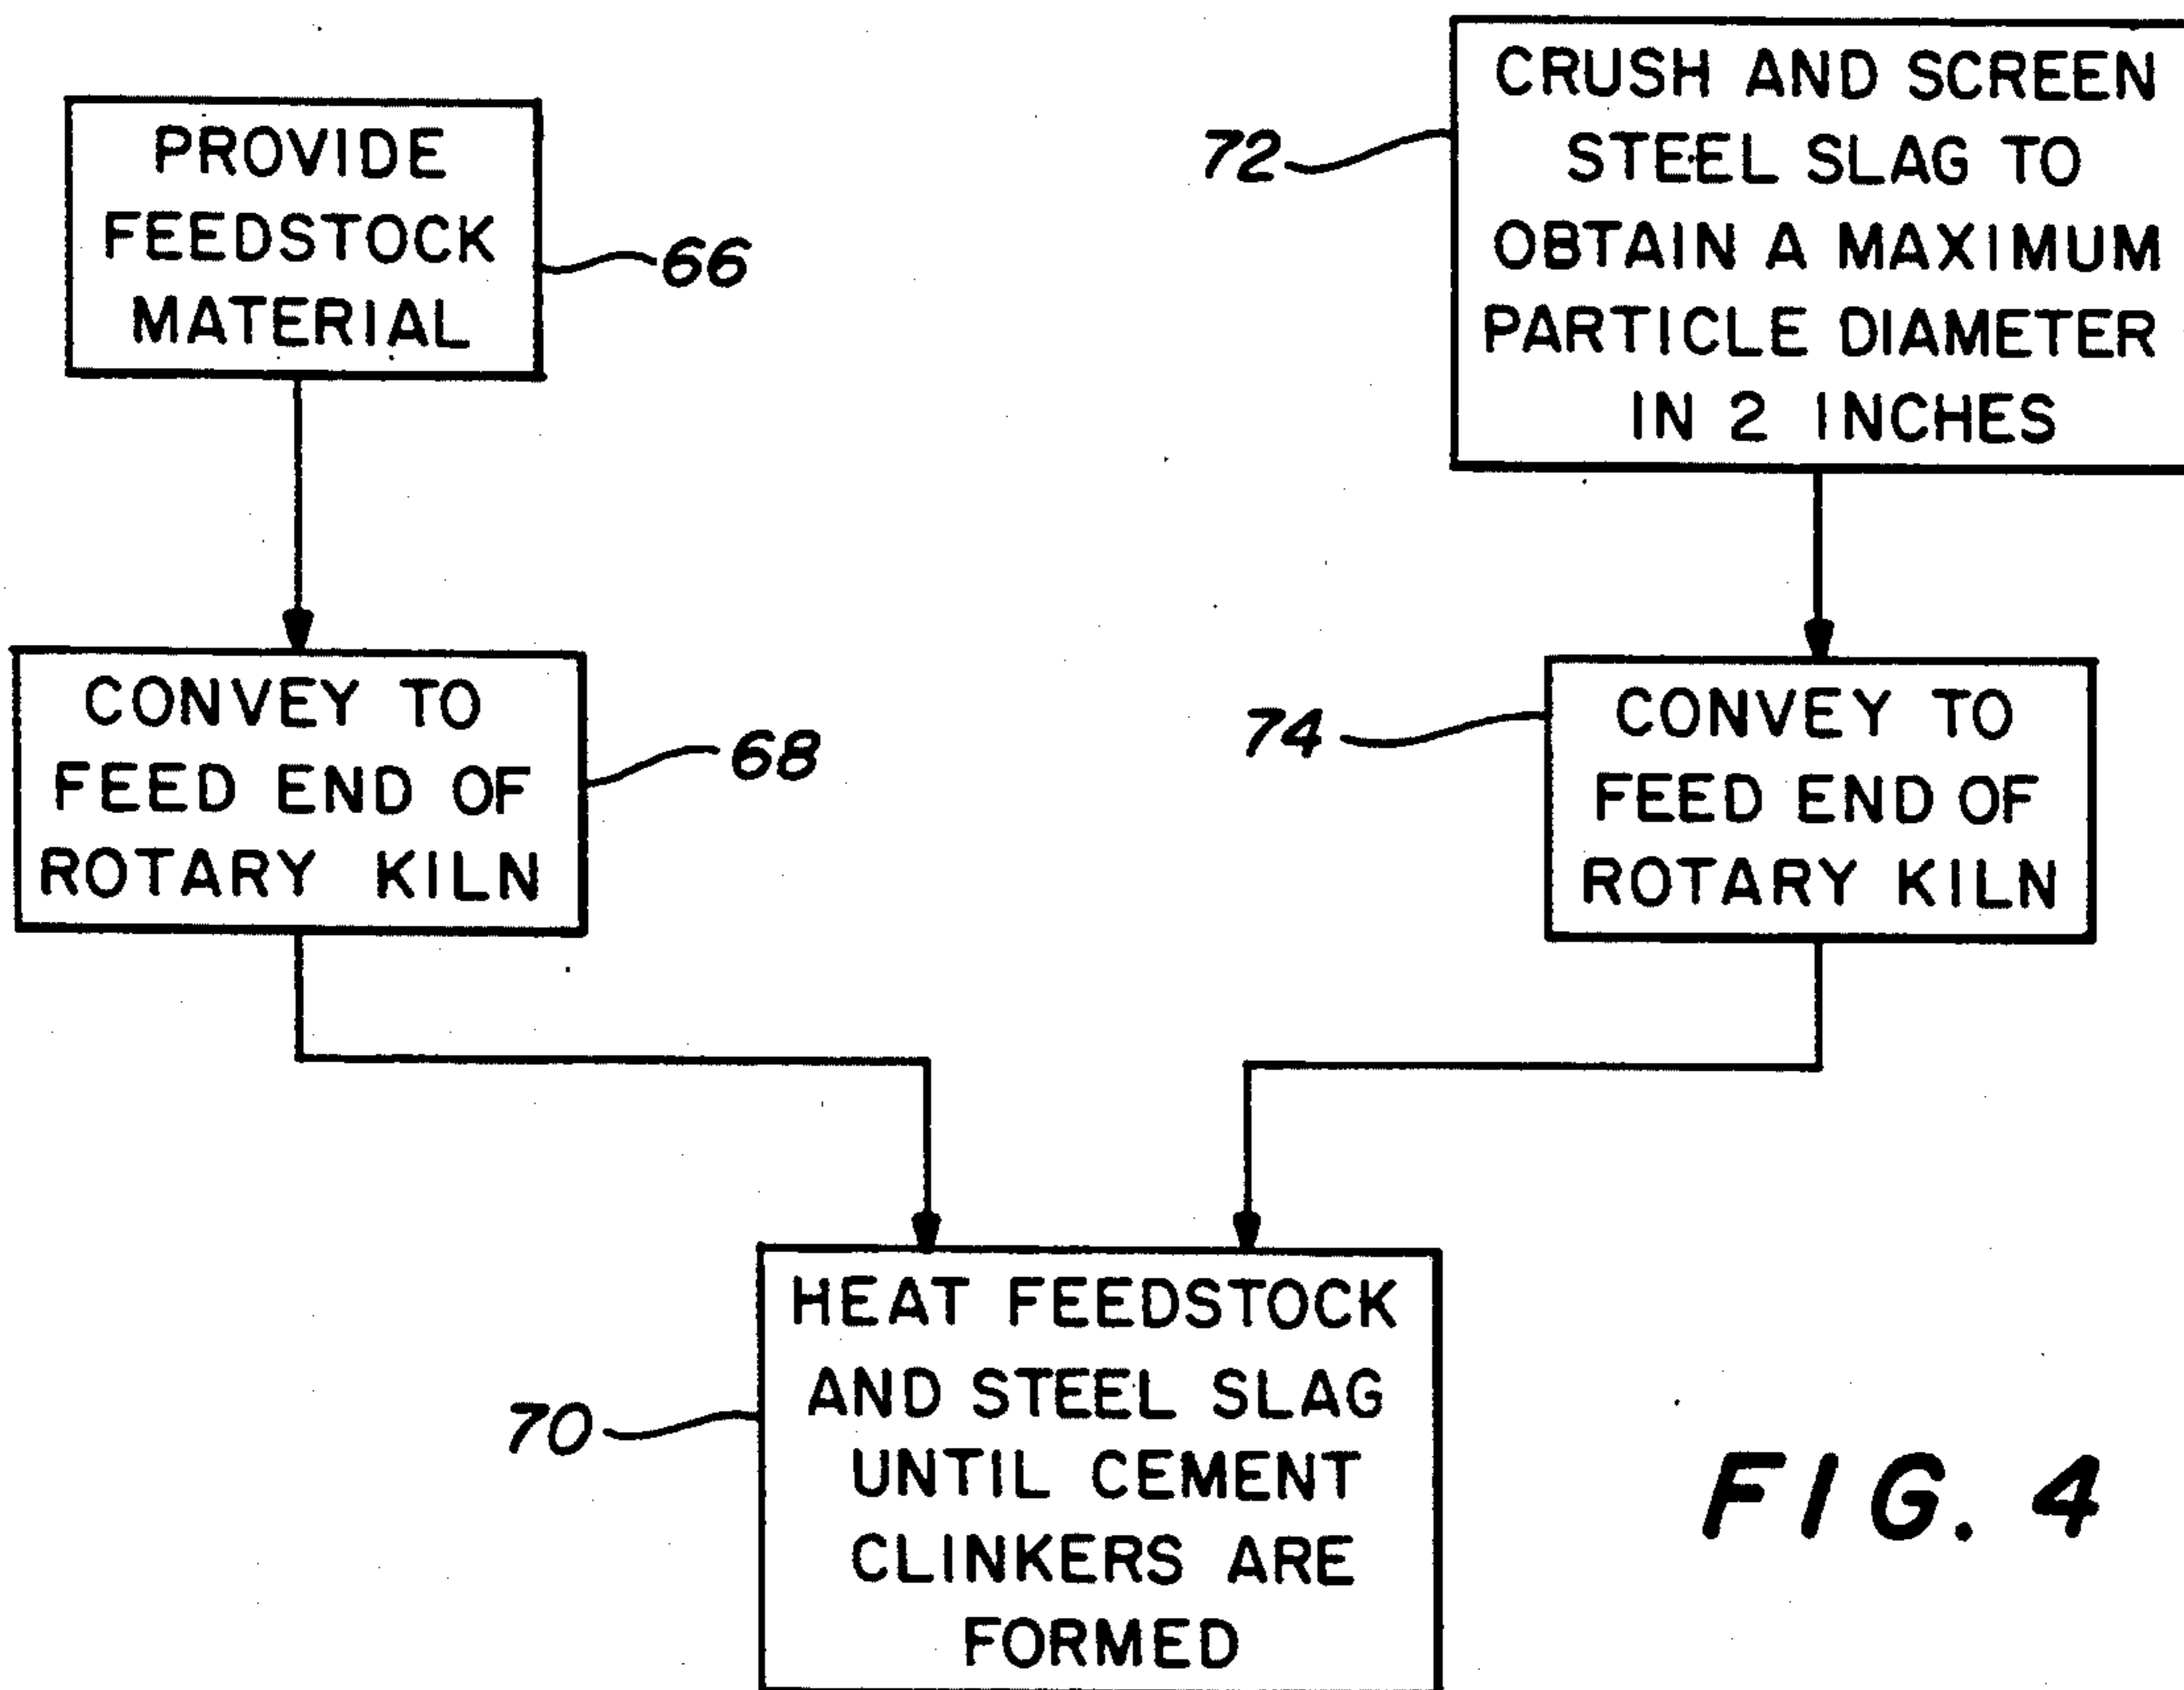 PROVIDE
FEEDSTOCK
MATERIAL
66
CRUSH AND SCREEN
STEEL SLAG TO
OBTAIN A MAXIMUM
PARTICLE DIAMETER
IN 2 INCHES
72
CONVEY TO
FEED END OF
ROTARY KILN
68
CONVEY TO
FEED END OF
ROTARY KILN
74
HEAT FEEDSTOCK
AND STEEL SLAG
UNTIL CEMENT
CLINKERS ARE
FORMED
70
FIG. 4